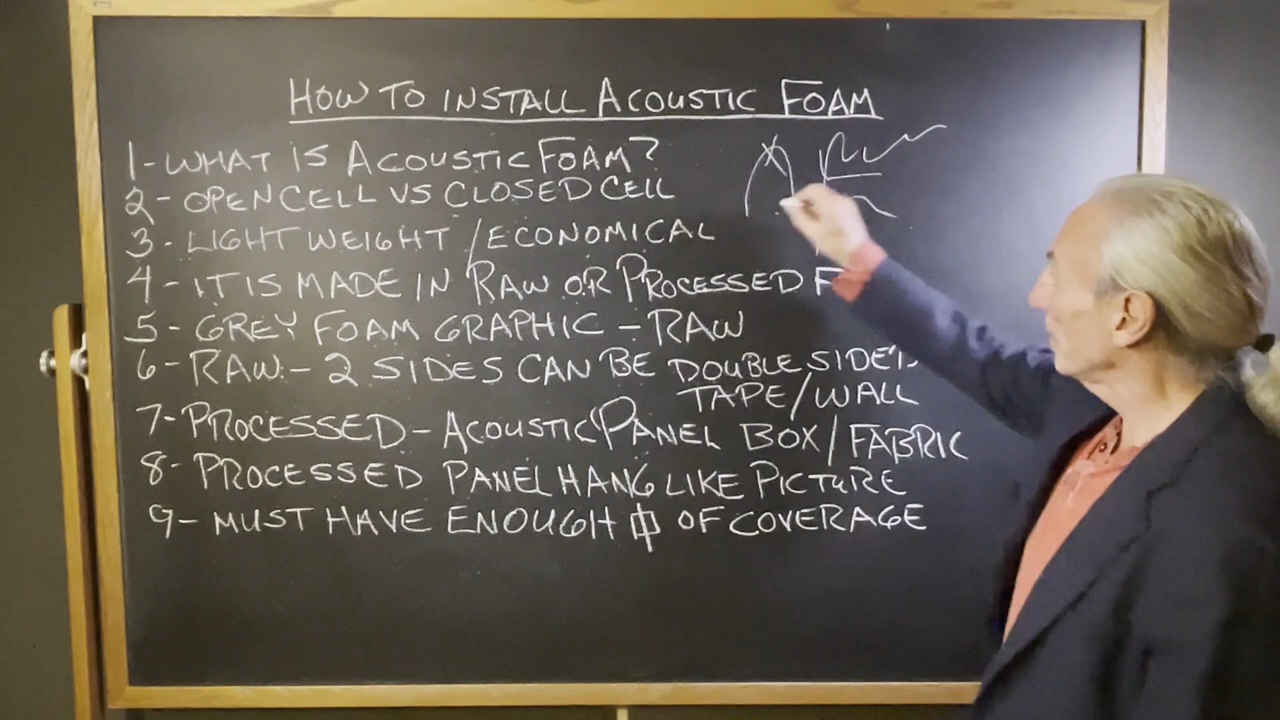 HOW TO INSTALL ACOUSTIC FOAM
1- WHAT IS ACOUSTIC FOAM?
2- OPEN CELL VS CLOSED CELL
3- LIGHT WEIGHT / ECONOMICAL
4- IT IS MADE IN RAW OR PROCESSED F
5- GREY FOAM GRAPHIC - RAW
6- RAW - 2 SIDES CAN BE DOUBLE SIDED
TAPE/WALL
7- PROCESSED - ACOUSTIC PANEL BOX/FABRIC
8- PROCESSED PANEL HANG LIKE PICTURE
9- MUST HAVE ENOUGH OF COVERAGE